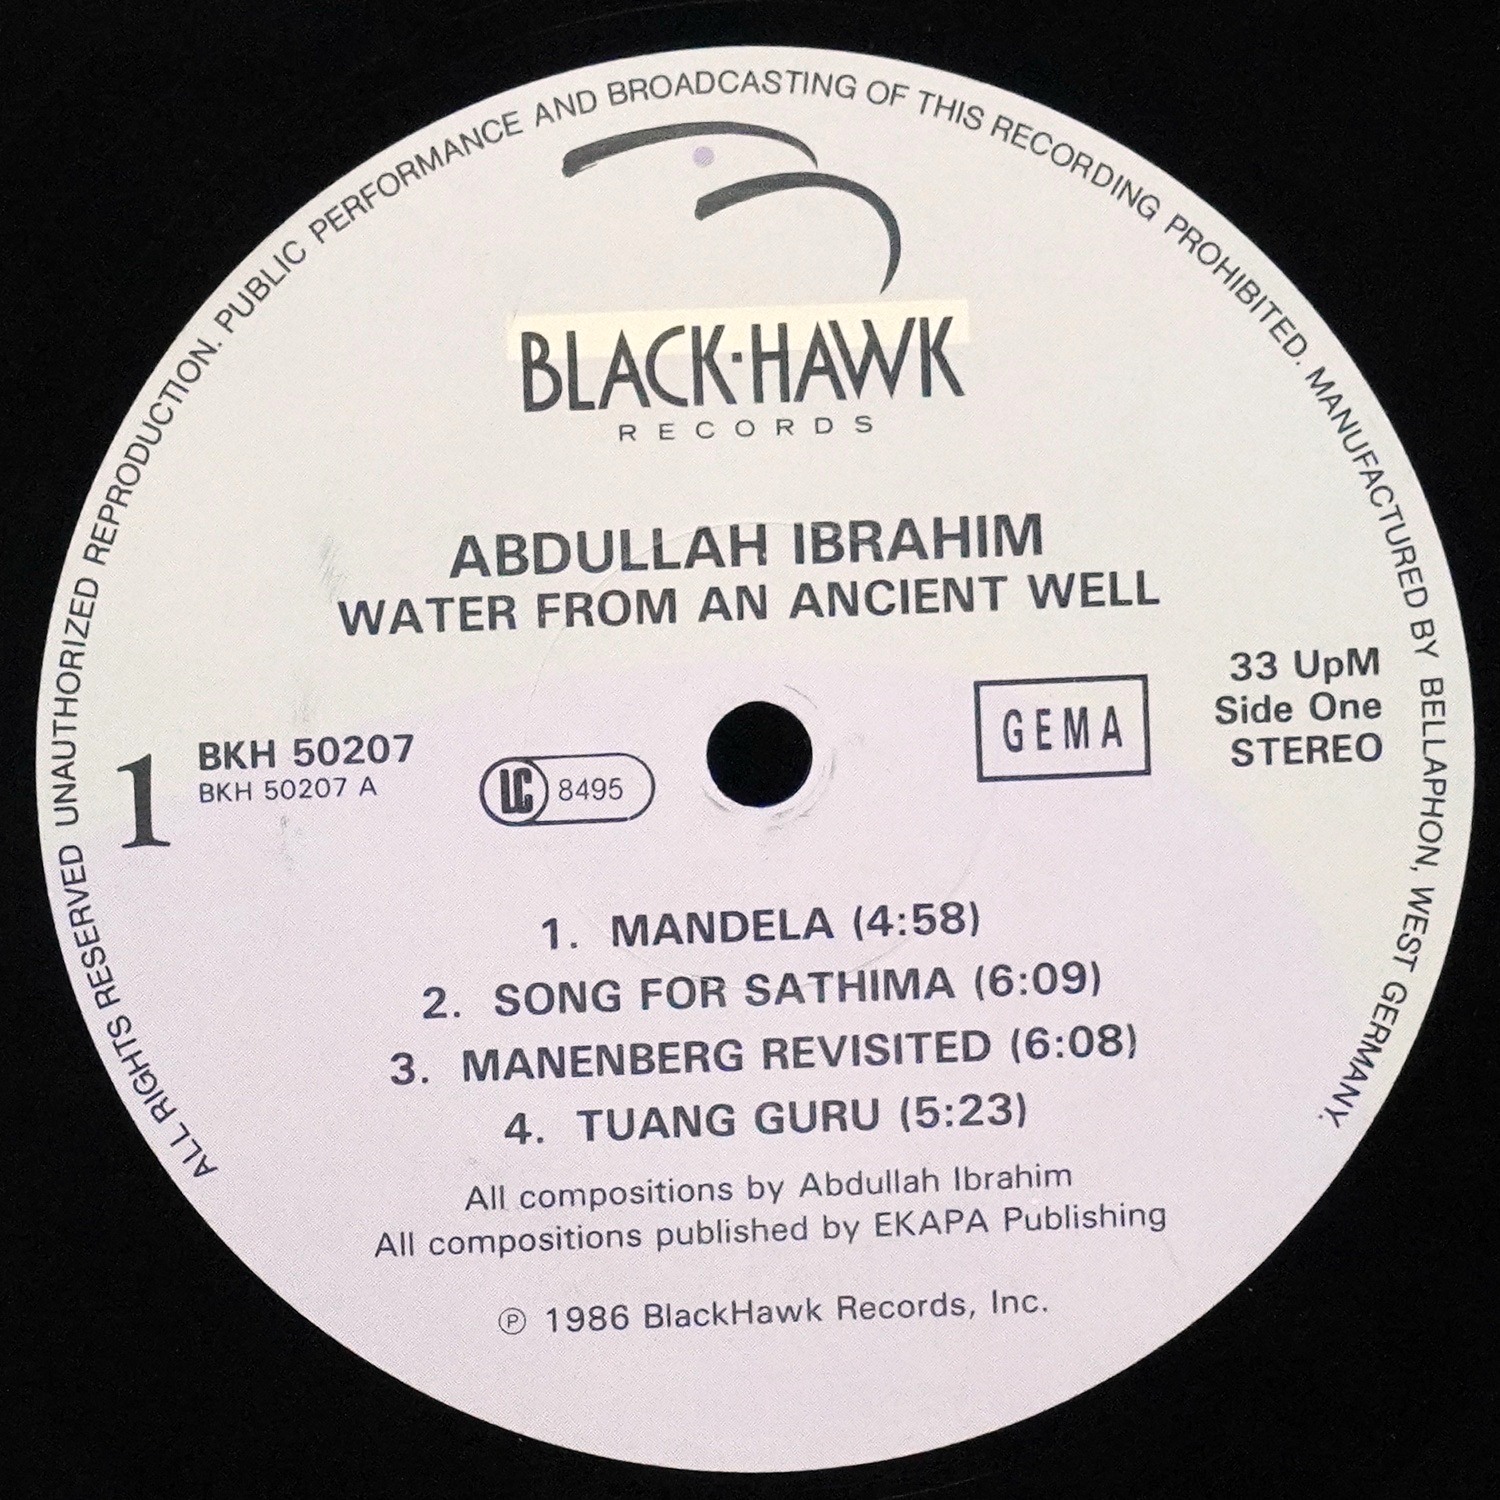 ALL RIGHTS RESERVED UNAUTHORIZED REPRODUCTION. PUBLIC PERFORMANCE AND BROADCASTING OF THIS RECORDING PROHIBITED. MANUFACTURED BY BELLAPHON, WEST GERMANY.
BLACK·HAWK
RECORDS
ABDULLAH IBRAHIM
WATER FROM AN ANCIENT WELL
1
BKH 50207
BKH 50207 A
LC 8495
GEMA
33 UpM
Side One
STEREO
1. MANDELA (4:58)
2. SONG FOR SATHIMA (6:09)
3. MANENBERG REVISITED (6:08)
4. TUANG GURU (5:23)
All compositions by Abdullah Ibrahim
All compositions published by EKAPA Publishing
℗ 1986 BlackHawk Records, Inc.